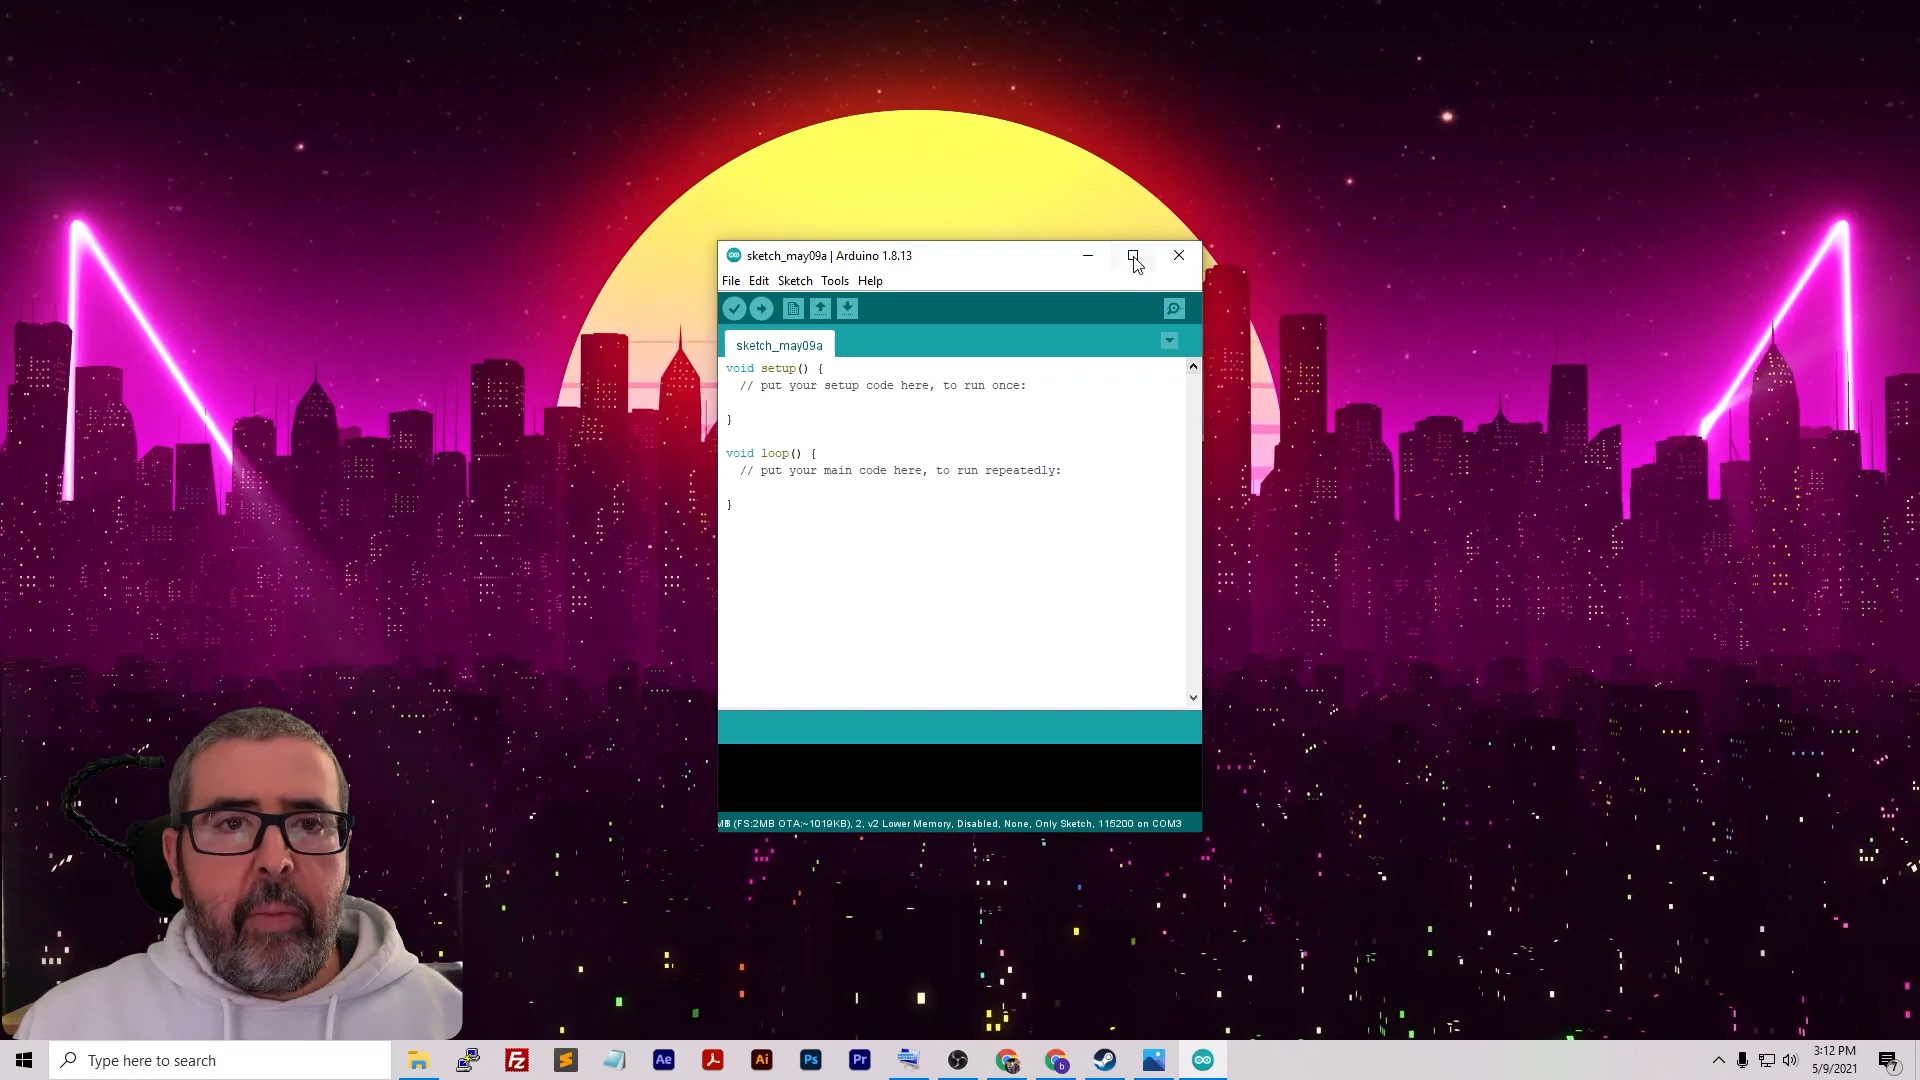 sketch_may09a | Arduino 1.8.13
File Edit Sketch Tools Help
sketch_may09a
void setup() {
// put your setup code here, to run once:
}
void loop() {
// put your main code here, to run repeatedly:
}
MB (FS:2MB OTA:~1019KB), 2, v2 Lower Memory, Disabled, None, Only Sketch, 115200 on COM3
Type here to search
Fz
Ae
Ai
Ps
Pr
b
3:12 PM
5/9/2021
7